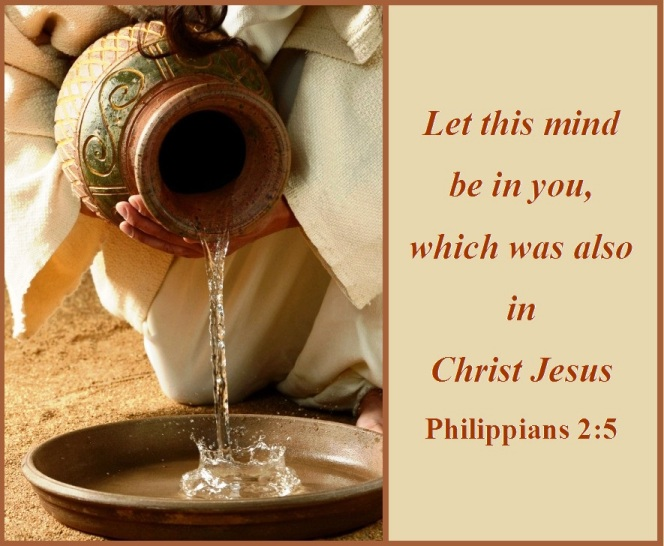 Let this mind
be in you,
which was also
in
Christ Jesus
Philippians 2:5